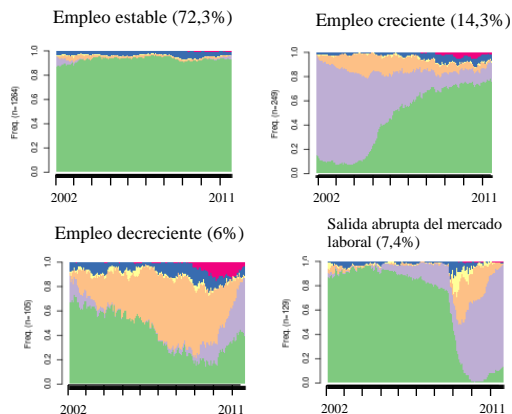 Empleo estable (72,3%)
Freq. (n=1264)
0.0 0.2 0.4 0.6 0.8 1.0
2002 2011
Empleo creciente (14,3%)
Freq. (n=249)
0.0 0.2 0.4 0.6 0.8 1.0
2002 2011
Empleo decreciente (6%)
Freq. (n=105)
0.0 0.2 0.4 0.6 0.8 1.0
2002 2011
Salida abrupta del mercado
laboral (7,4%)
Freq. (n=129)
0.0 0.2 0.4 0.6 0.8 1.0
2002 2011